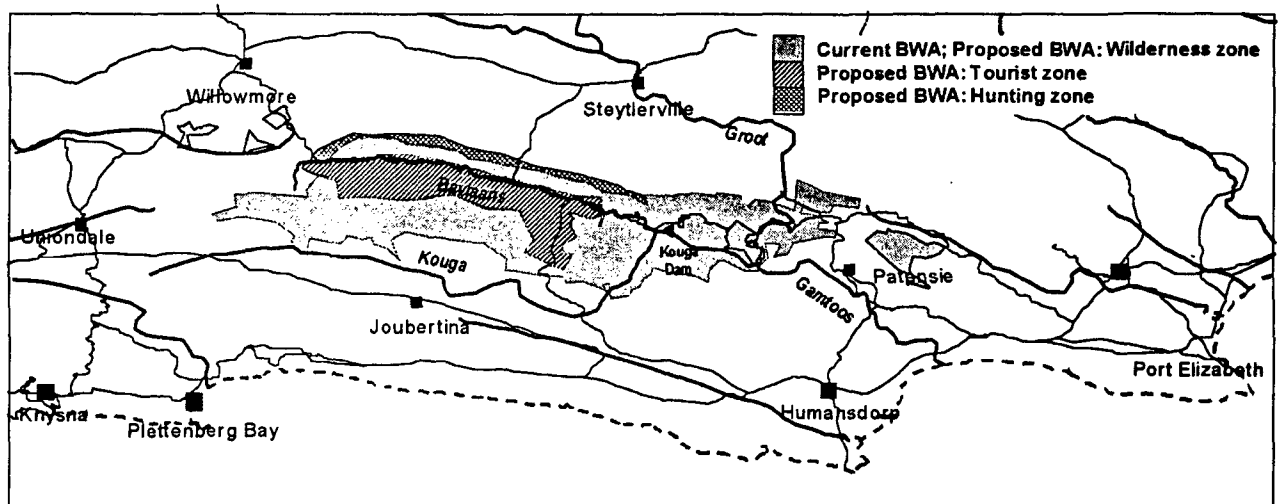 Current BWA; Proposed BWA: Wilderness zone
Proposed BWA: Tourist zone
Proposed BWA: Hunting zone
Willowmore
Steytlerville
Groot
Baviaans
Uniondale
Kouga
Kouga
Dam
Patensie
Gamtoos
Joubertina
Port Elizabeth
Knysna
Plettenberg Bay
Humansdorp